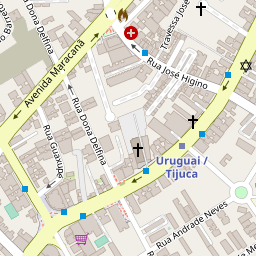 Travessa José
Rua Dona Delfina
Rua José Higino
Avenida Maracanã
Rua Dona Delfina
Rua Guaxupé
Uruguai /
Tijuca
Rua Andrade Neves